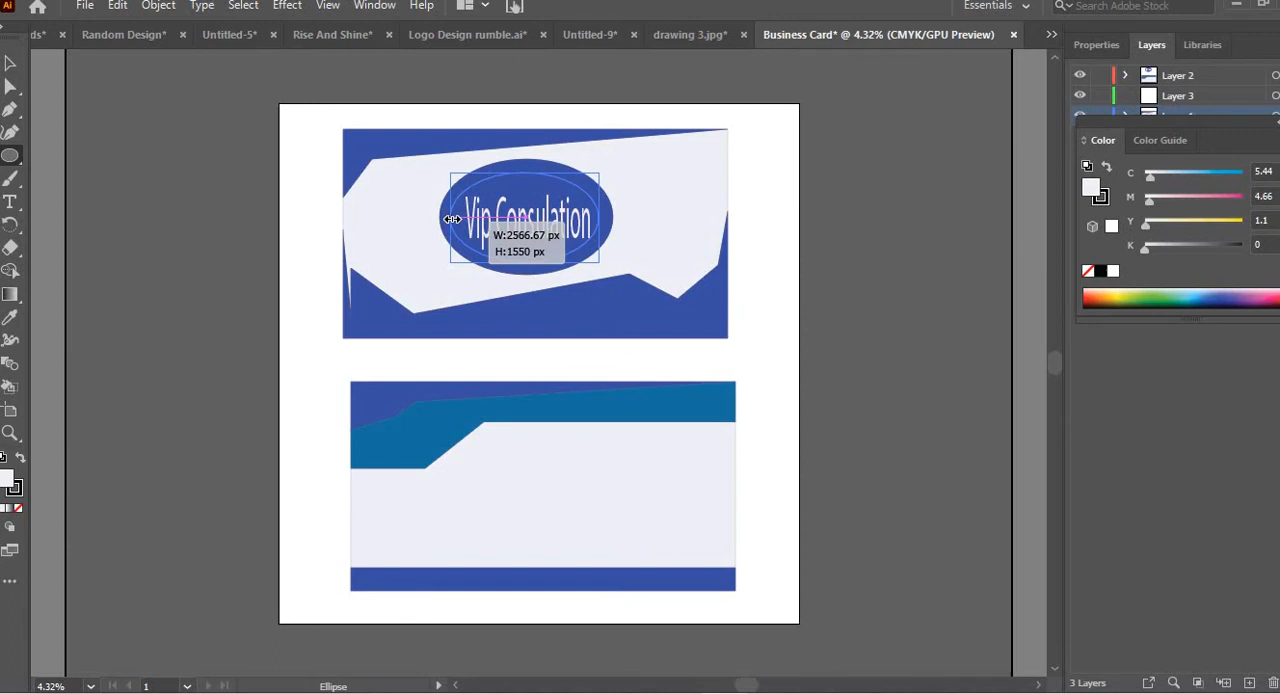 Ai File Edit Object Type Select Effect View Window Help Essentials Search Adobe Stock
ds* × Random Design* × Untitled-5* × Rise And Shine* × Logo Design rumble.ai* × Untitled-9* × drawing 3.jpg* × Business Card* @ 4.32% (CMYK/GPU Preview) ×
Properties Layers Libraries
Layer 2
Layer 3
Color Color Guide
C 5.44
M 4.66
Y 1.1
K 0
Vip Consulation
W:2566.67 px
H:1550 px
4.32% 1 Ellipse
3 Layers